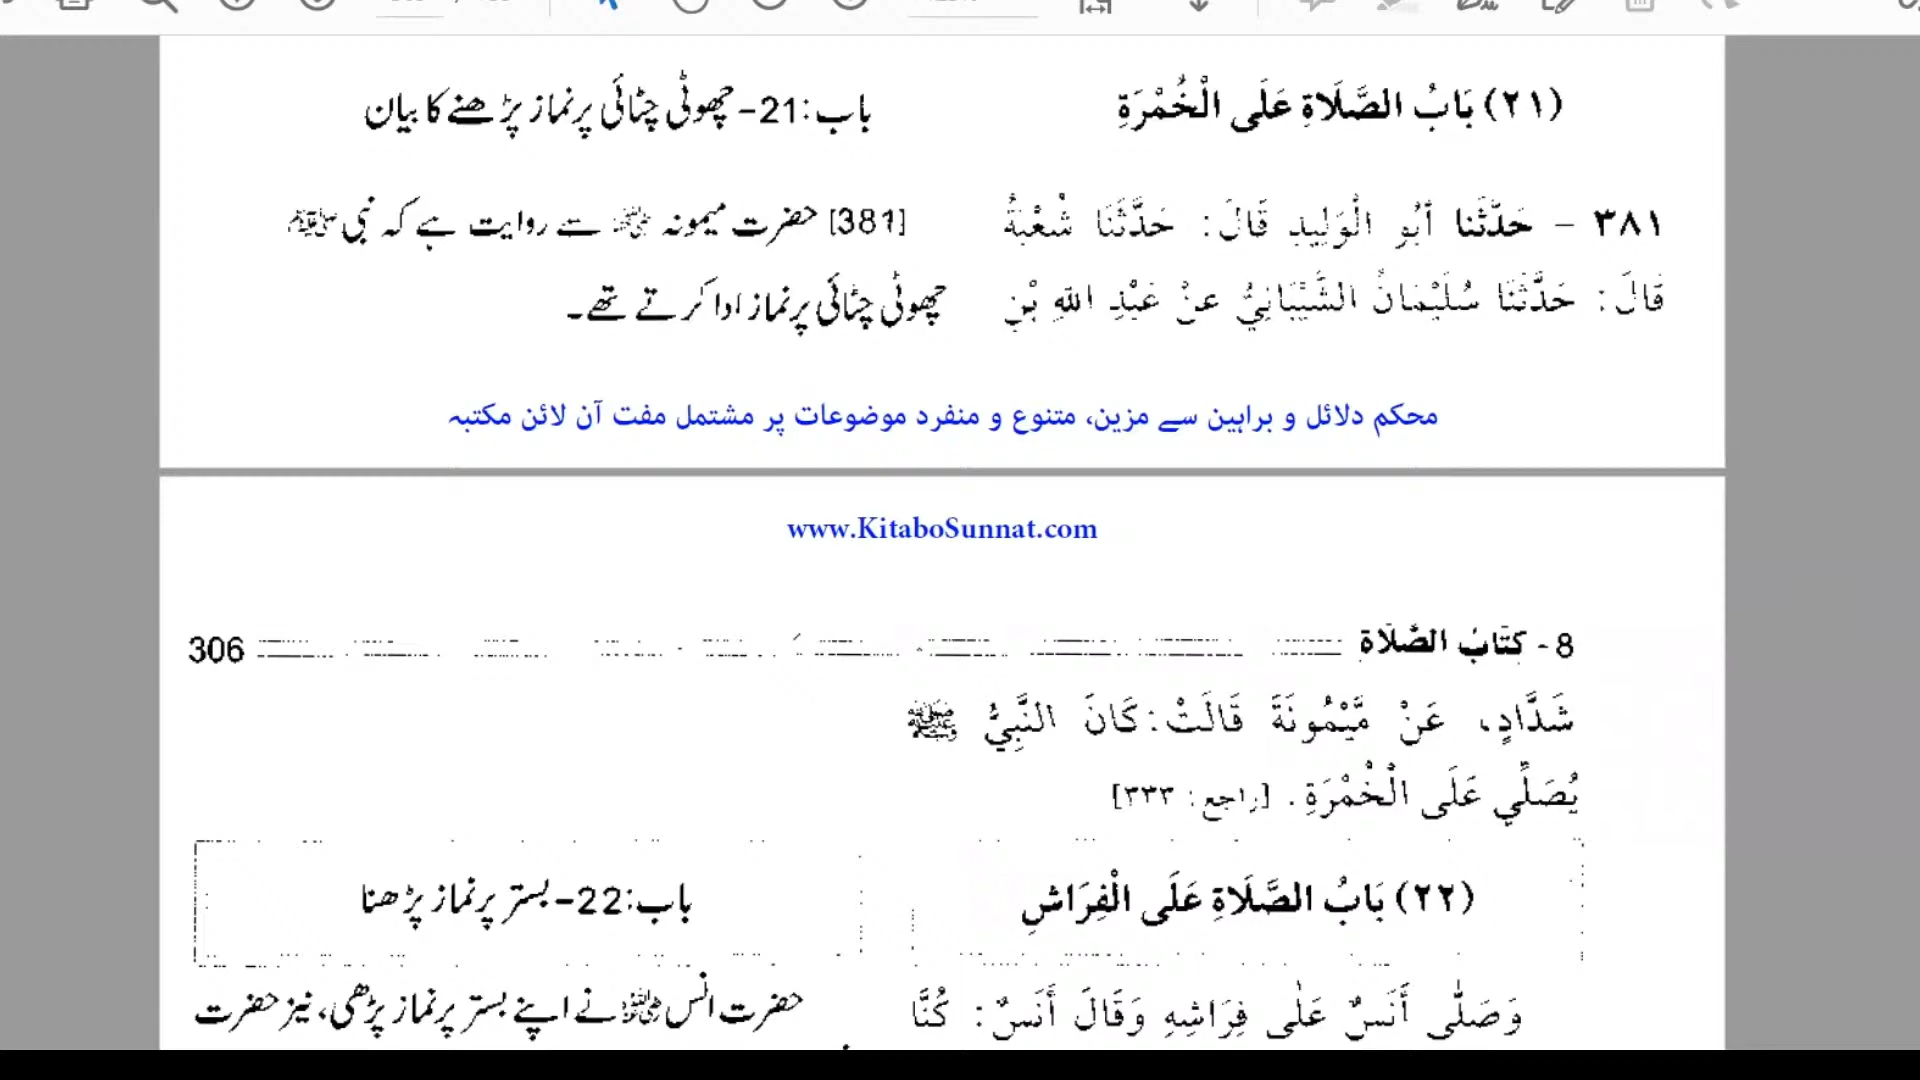 (٢١) بَابُ الصَّلَاةِ عَلَى الْخُمْرَةِ
باب:21- چھوٹی چٹائی پر نماز پڑھنے کا بیان
٣٨١ - حَدَّثَنَا أَبُو الْوَلِيدِ قَالَ: حَدَّثَنَا شُعْبَةُ
قَالَ: حَدَّثَنَا سُلَيْمَانُ الشَّيْبَانِيُّ عَنْ عَبْدِ اللهِ بْنِ
[381] حضرت میمونہ ؓ سے روایت ہے کہ نبی ﷺ
چھوٹی چٹائی پر نماز ادا کرتے تھے۔
محکم دلائل و براہین سے مزین، متنوع و منفرد موضوعات پر مشتمل مفت آن لائن مکتبہ
www.KitaboSunnat.com
8- كتَابُ الصَّلَاة
306
شَدَّادٍ، عَنْ مَّيْمُونَةَ قَالَتْ: كَانَ النَّبِيُّ ﷺ
يُصَلِّي عَلَى الْخُمْرَةِ. [راجع: ٣٣٣]
(٢٢) بَابُ الصَّلَاةِ عَلَى الْفِرَاشِ
باب:22- بستر پر نماز پڑھنا
وَصَلَّى أَنَسٌ عَلٰى فِرَاشِهِ وَقَالَ أَنَسٌ: كُنَّا
حضرت انس ؓ نے اپنے بستر پر نماز پڑھی، نیز حضرت